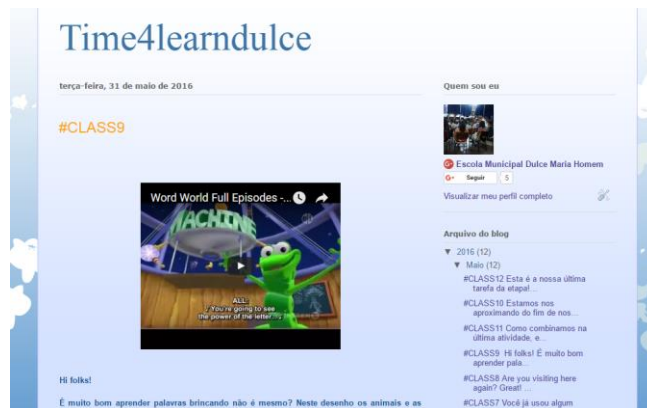 Time4learndulce
terça-feira, 31 de maio de 2016
#CLASS9
Word World Full Episodes -...
MACHINE
ALL:
You're going to see
the power of the letter...
Hi folks!
É muito bom aprender palavras brincando não é mesmo? Neste desenho os animais e as
Quem sou eu
G+ Escola Municipal Dulce Maria Homem
G+ Seguir 5
Visualizar meu perfil completo
Arquivo do blog
▼ 2016 (12)
▼ Maio (12)
#CLASS12 Esta é a nossa última
tarefa da etapa!...
#CLASS10 Estamos nos
aproximando do fim de nos...
#CLASS11 Como combinamos na
última atividade, e...
#CLASS9 Hi folks! É muito bom
aprender pala...
#CLASS8 Are you visiting here
again? Great! ...
#CLASS7 Você já usou algum